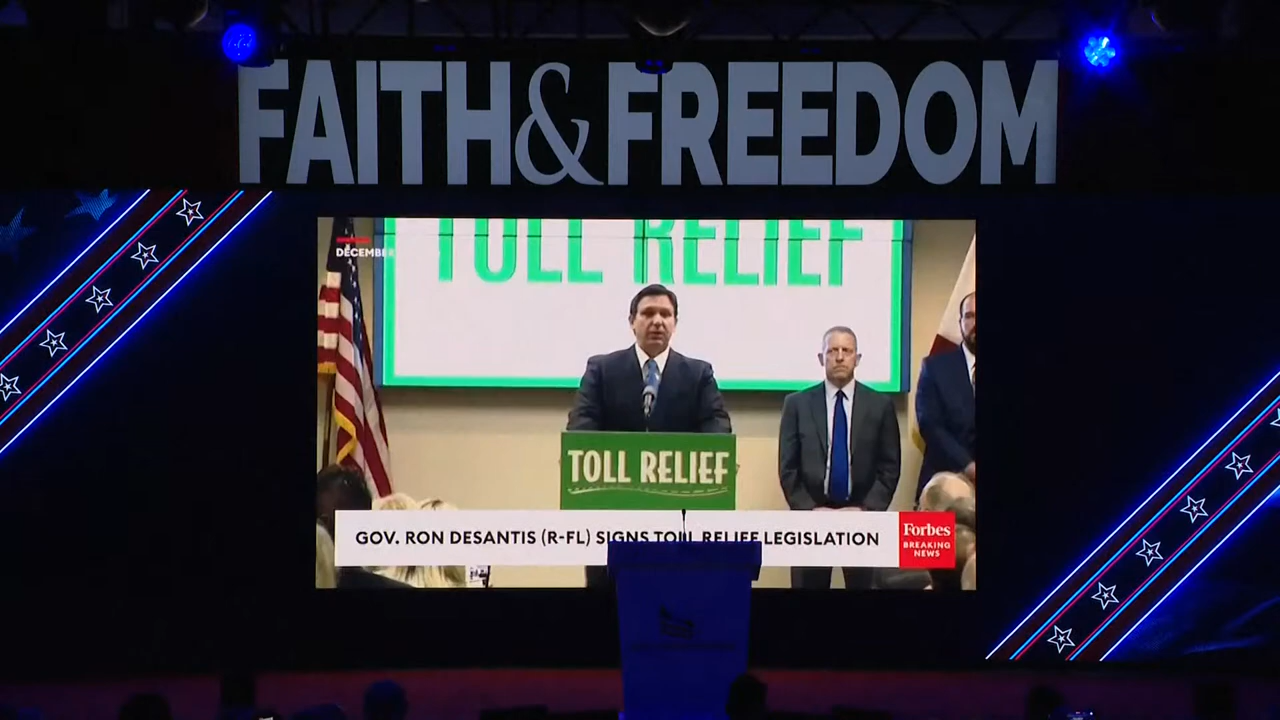 FAITH & FREEDOM
DECEMBER
TOLL RELIEF
TOLL RELIEF
GOV. RON DESANTIS (R-FL) SIGNS TOLL RELIEF LEGISLATION
Forbes
BREAKING
NEWS